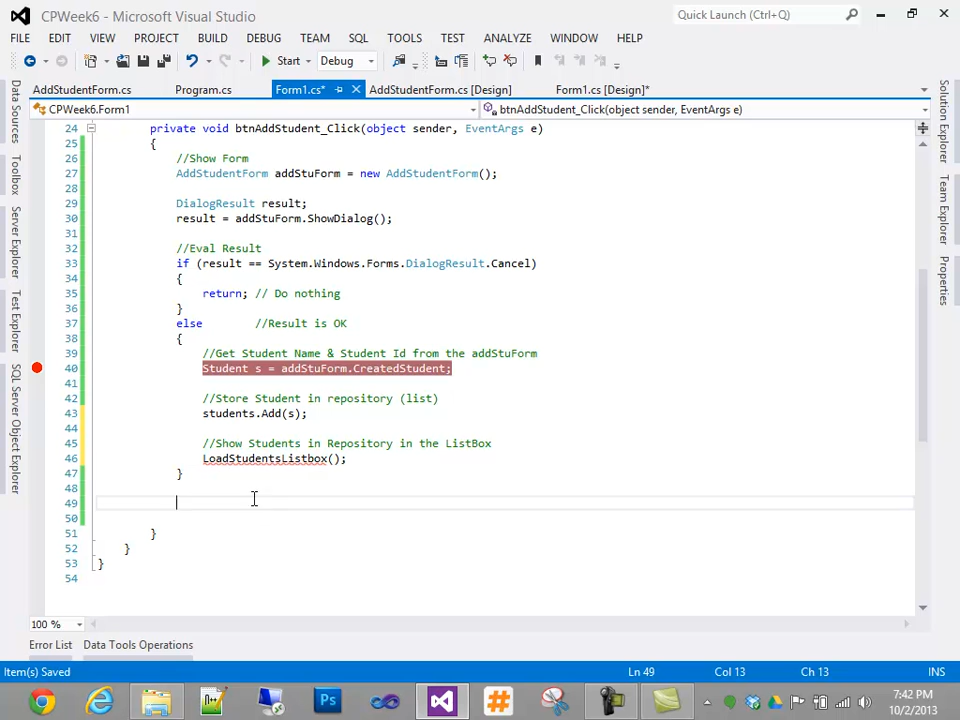 CPWeek6 - Microsoft Visual Studio
Quick Launch (Ctrl+Q)
FILE EDIT VIEW PROJECT BUILD DEBUG TEAM SQL TOOLS TEST ANALYZE WINDOW HELP
Start Debug
AddStudentForm.cs Program.cs Form1.cs* AddStudentForm.cs [Design] Form1.cs [Design]*
CPWeek6.Form1 btnAddStudent_Click(object sender, EventArgs e)
Data Sources
Toolbox
Server Explorer
Test Explorer
SQL Server Object Explorer
24 private void btnAddStudent_Click(object sender, EventArgs e)
25 {
26 //Show Form
27 AddStudentForm addStuForm = new AddStudentForm();
28
29 DialogResult result;
30 result = addStuForm.ShowDialog();
31
32 //Eval Result
33 if (result == System.Windows.Forms.DialogResult.Cancel)
34 {
35 return; // Do nothing
36 }
37 else //Result is OK
38 {
39 //Get Student Name & Student Id from the addStuForm
40 Student s = addStuForm.CreatedStudent;
41
42 //Store Student in repository (list)
43 students.Add(s);
44
45 //Show Students in Repository in the ListBox
46 LoadStudentsListbox();
47 }
48
49
50
51 }
52 }
53 }
54
Solution Explorer
Team Explorer
Properties
100 %
Error List Data Tools Operations
Item(s) Saved Ln 49 Col 13 Ch 13 INS
7:42 PM
10/2/2013